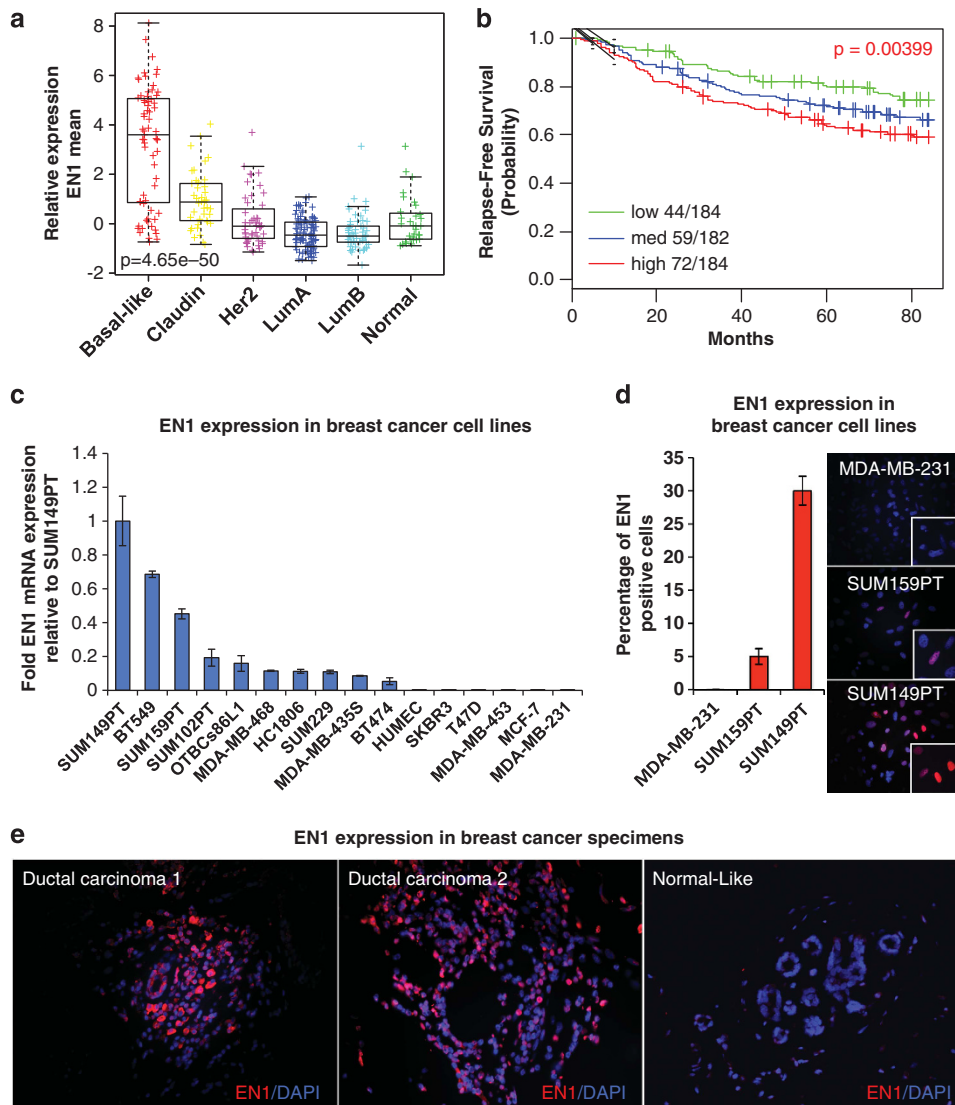 a
Relative expression
EN1 mean
8
6
4
2
0
-2
p=4.65e–50
Basal-like
Claudin
Her2
LumA
LumB
Normal
b
Relapse-Free Survival
(Probability)
1.0
0.8
0.6
0.4
0.2
0.0
p = 0.00399
low 44/184
med 59/182
high 72/184
0
20
40
60
80
Months
c
EN1 expression in breast cancer cell lines
Fold EN1 mRNA expression
relative to SUM149PT
1.4
1.2
1
0.8
0.6
0.4
0.2
0
SUM149PT
BT549
SUM159PT
SUM102PT
OTBCs86L1
MDA-MB-468
HC1806
SUM229
MDA-MB-435S
BT474
HUMEC
SKBR3
T47D
MDA-MB-453
MCF-7
MDA-MB-231
d
EN1 expression in
breast cancer cell lines
Percentage of EN1
positive cells
35
30
25
20
15
10
5
0
MDA-MB-231
SUM159PT
SUM149PT
MDA-MB-231
SUM159PT
SUM149PT
e
EN1 expression in breast cancer specimens
Ductal carcinoma 1
EN1/DAPI
Ductal carcinoma 2
EN1/DAPI
Normal-Like
EN1/DAPI